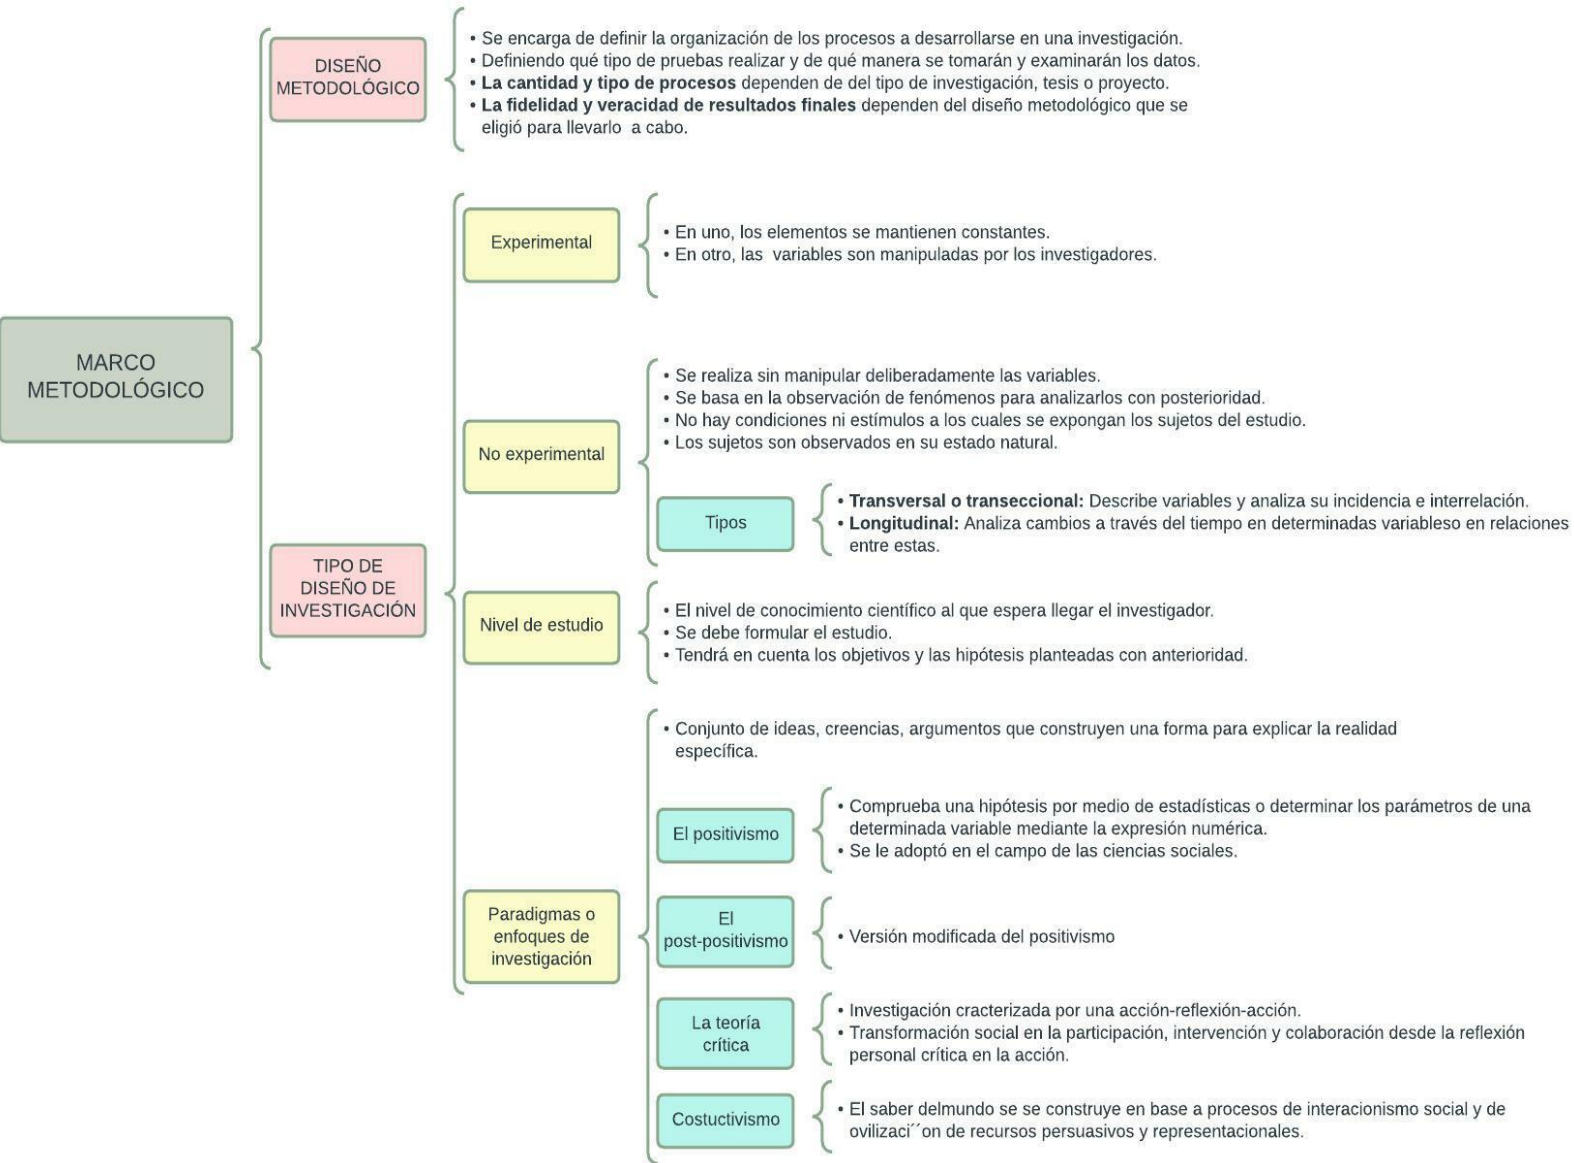 MARCO
METODOLÓGICO
DISEÑO
METODOLÓGICO
• Se encarga de definir la organización de los procesos a desarrollarse en una investigación.
• Definiendo qué tipo de pruebas realizar y de qué manera se tomarán y examinarán los datos.
• La cantidad y tipo de procesos dependen de del tipo de investigación, tesis o proyecto.
• La fidelidad y veracidad de resultados finales dependen del diseño metodológico que se
eligió para llevarlo a cabo.
TIPO DE
DISEÑO DE
INVESTIGACIÓN
Experimental
• En uno, los elementos se mantienen constantes.
• En otro, las variables son manipuladas por los investigadores.
No experimental
• Se realiza sin manipular deliberadamente las variables.
• Se basa en la observación de fenómenos para analizarlos con posterioridad.
• No hay condiciones ni estímulos a los cuales se expongan los sujetos del estudio.
• Los sujetos son observados en su estado natural.
Tipos
• Transversal o transeccional: Describe variables y analiza su incidencia e interrelación.
• Longitudinal: Analiza cambios a través del tiempo en determinadas variableso en relaciones
entre estas.
Nivel de estudio
• El nivel de conocimiento científico al que espera llegar el investigador.
• Se debe formular el estudio.
• Tendrá en cuenta los objetivos y las hipótesis planteadas con anterioridad.
Paradigmas o
enfoques de
investigación
• Conjunto de ideas, creencias, argumentos que construyen una forma para explicar la realidad
específica.
El positivismo
• Comprueba una hipótesis por medio de estadísticas o determinar los parámetros de una
determinada variable mediante la expresión numérica.
• Se le adoptó en el campo de las ciencias sociales.
El
post-positivismo
• Versión modificada del positivismo
La teoría
crítica
• Investigación cracterizada por una acción-reflexión-acción.
• Transformación social en la participación, intervención y colaboración desde la reflexión
personal crítica en la acción.
Costuctivismo
• El saber delmundo se se construye en base a procesos de interacionismo social y de
ovilizaci´´on de recursos persuasivos y representacionales.